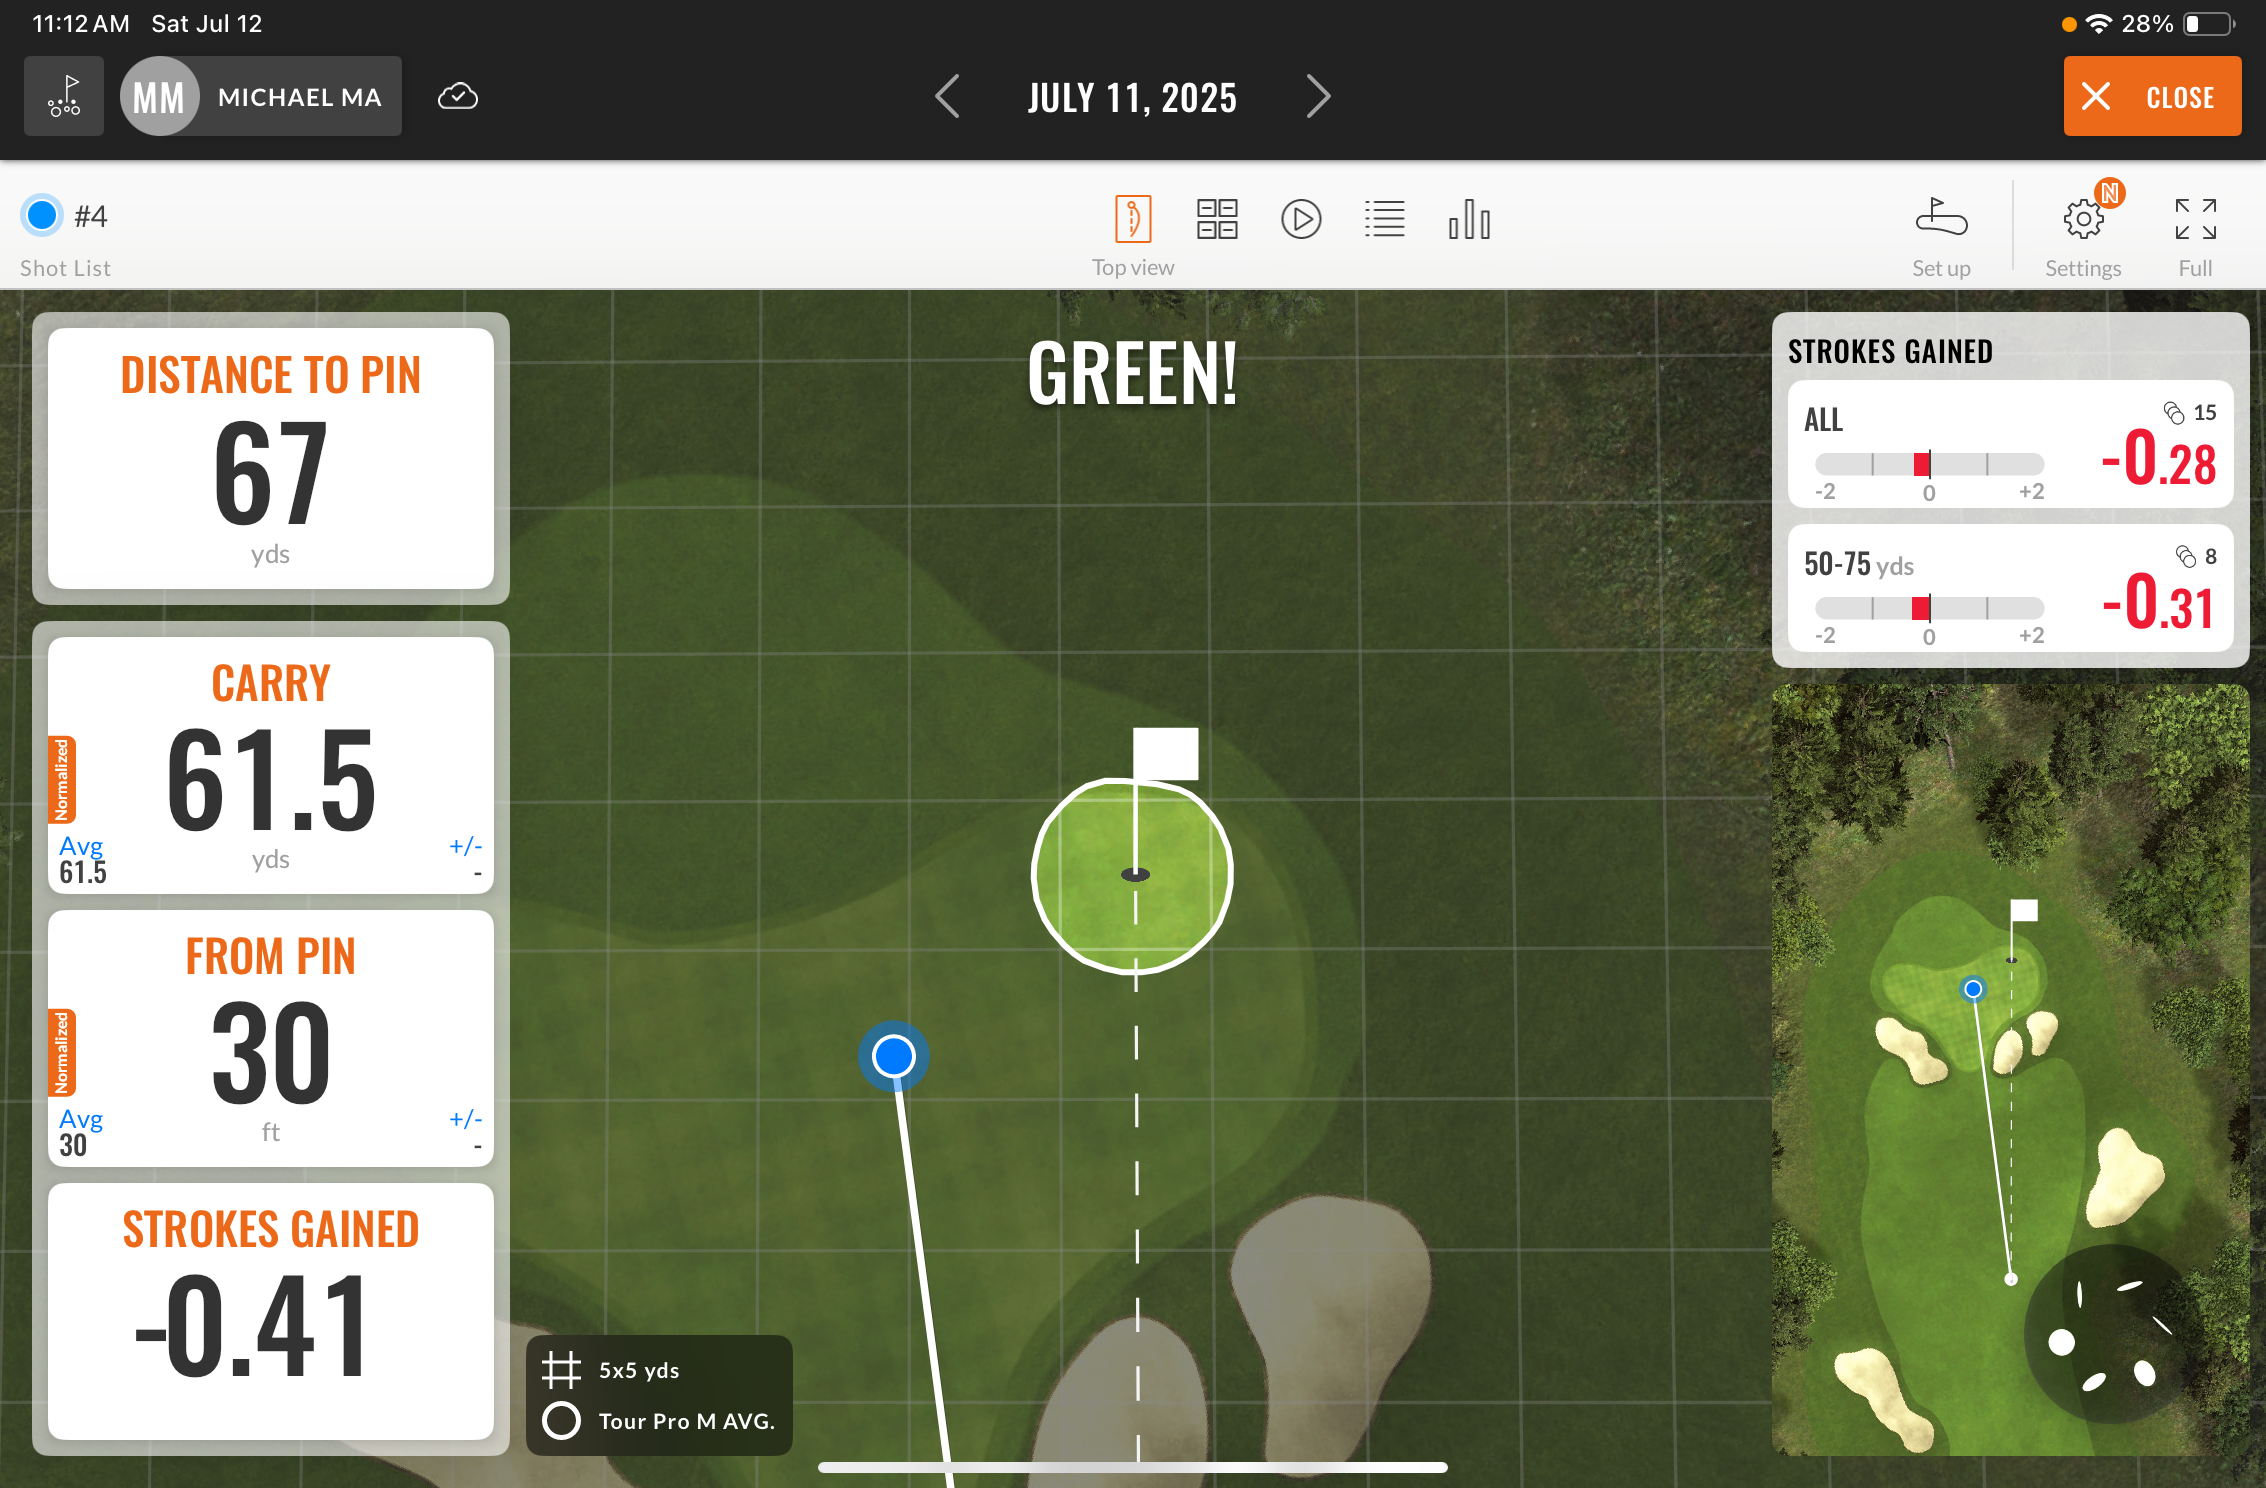 11:12 AM Sat Jul 12
28%
MM MICHAEL MA
JULY 11, 2025
CLOSE
#4
Shot List
Top view
N
Set up
Settings
Full
GREEN!
DISTANCE TO PIN
67
yds
CARRY
Normalized
61.5
yds
Avg
61.5
+/-
-
FROM PIN
Normalized
30
ft
Avg
30
+/-
-
STROKES GAINED
-0.41
5x5 yds
Tour Pro M AVG.
STROKES GAINED
ALL
15
-0.28
-2 0 +2
50-75 yds
8
-0.31
-2 0 +2